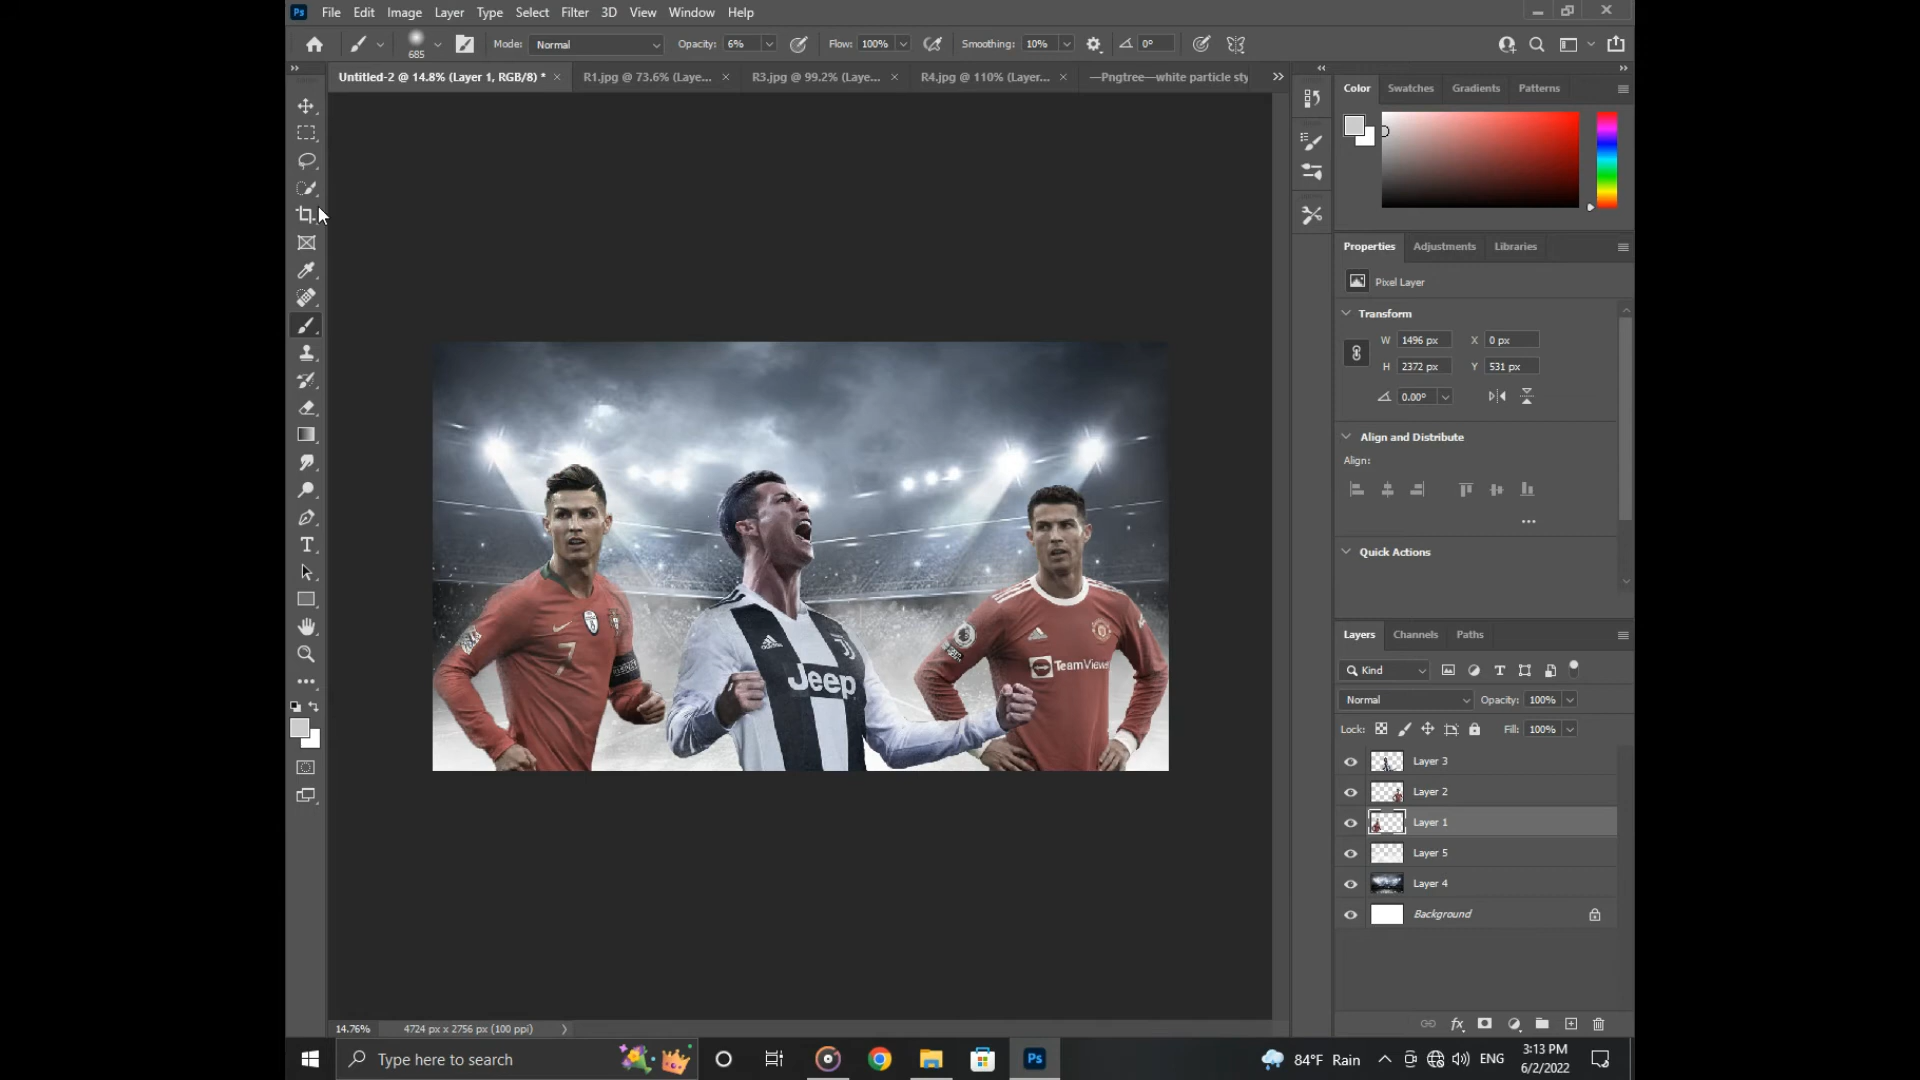 Ps File Edit Image Layer Type Select Filter 3D View Window Help
685 Mode: Normal Opacity: 6% Flow: 100% Smoothing: 10% 0°
Untitled-2 @ 14.8% (Layer 1, RGB/8) * × R1.jpg @ 73.6% (Laye... × R3.jpg @ 99.2% (Laye... × R4.jpg @ 110% (Layer... × —Pngtree—white particle sty
Color Swatches Gradients Patterns
Properties Adjustments Libraries
Pixel Layer
Transform
W 1496 px X 0 px
H 2372 px Y 531 px
0.00°
Align and Distribute
Align:
Quick Actions
7
Jeep
TeamViewe
Layers Channels Paths
Kind
Normal Opacity: 100%
Lock: Fill: 100%
Layer 3
Layer 2
Layer 1
Layer 5
Layer 4
Background
14.76% 4724 px x 2756 px (100 ppi)
Type here to search
Ps
84°F Rain
ENG
3:13 PM
6/2/2022